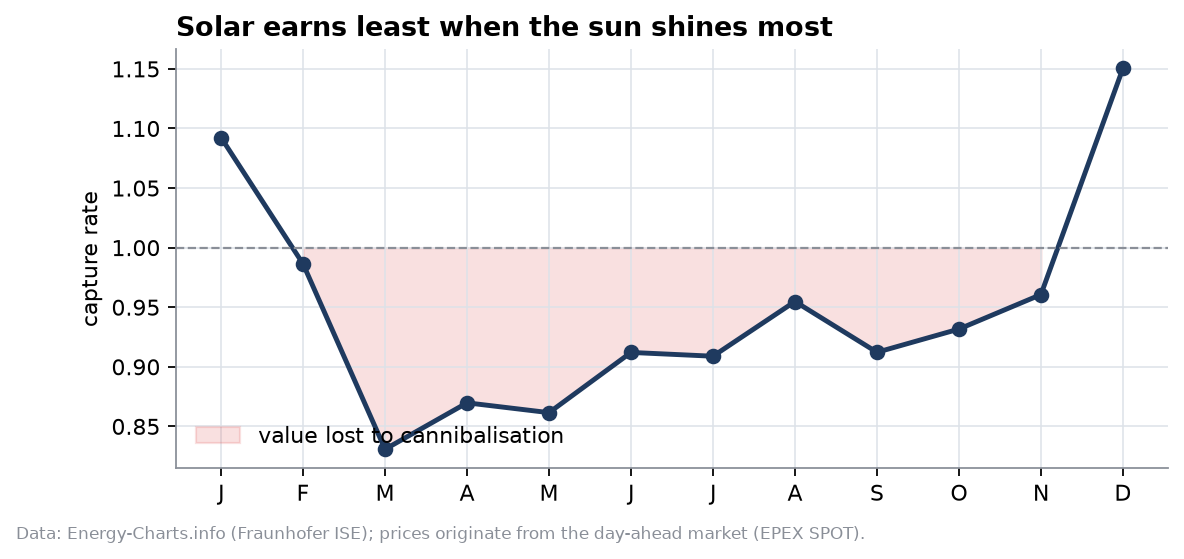 Solar earns least when the sun shines most
capture rate
1.15
1.10
1.05
1.00
0.95
0.90
0.85
value lost to cannibalisation
J F M A M J J A S O N D
Data: Energy-Charts.info (Fraunhofer ISE); prices originate from the day-ahead market (EPEX SPOT).